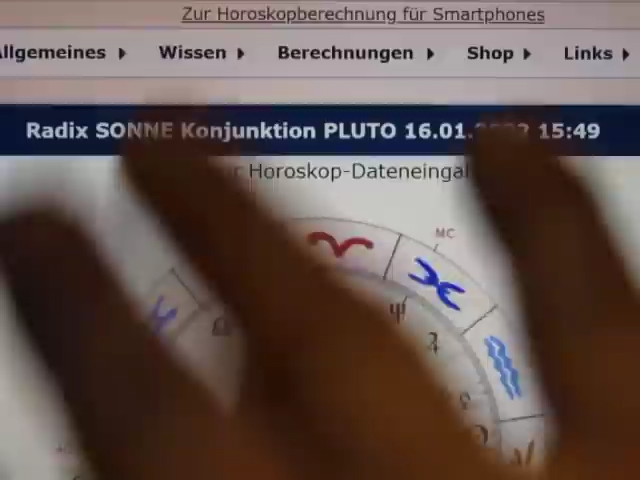 Zur Horoskopberechnung für Smartphones
Allgemeines Wissen Berechnungen Shop Links
Radix SONNE Konjunktion PLUTO 16.01. 15:49
Horoskop-Dateneingabe
MC